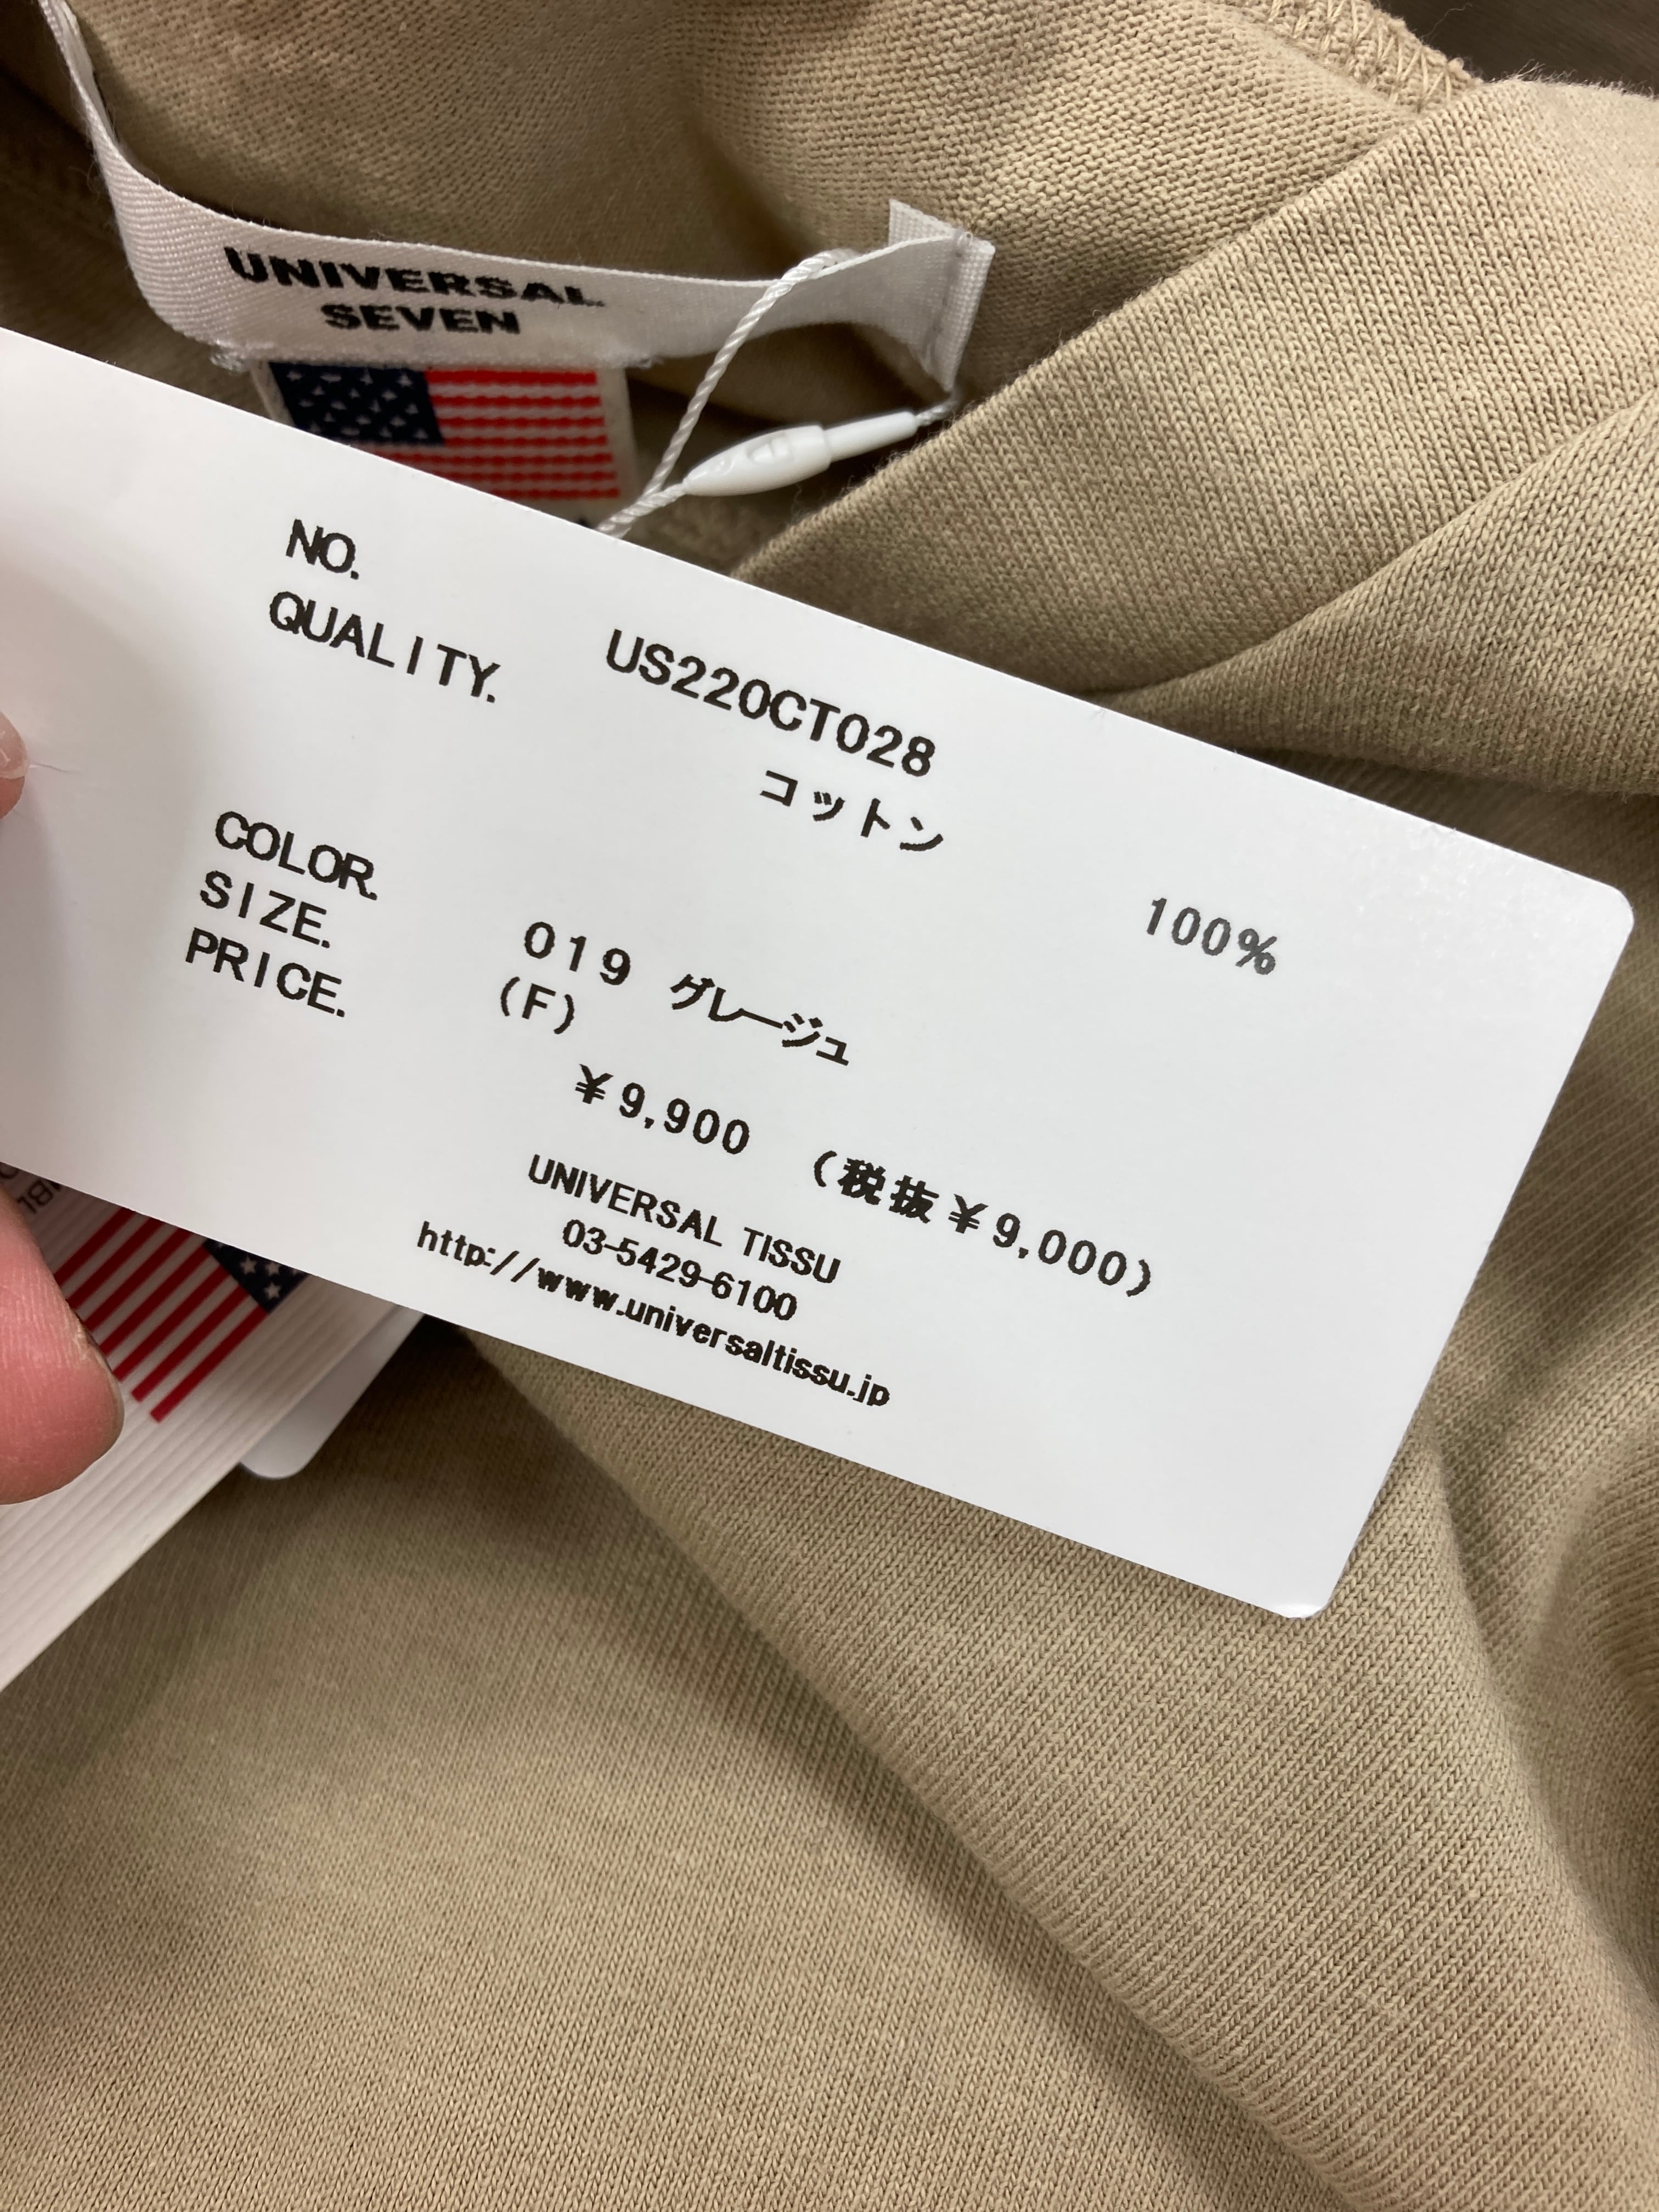 UNIVERSAL
SEVEN
NO. US220CT028
QUALITY. コットン 100%
COLOR. 019 グレージュ
SIZE. (F)
PRICE. ¥9,900 (税抜¥9,000)
UNIVERSAL TISSU
03-5429-6100
http://www.universaltissu.jp